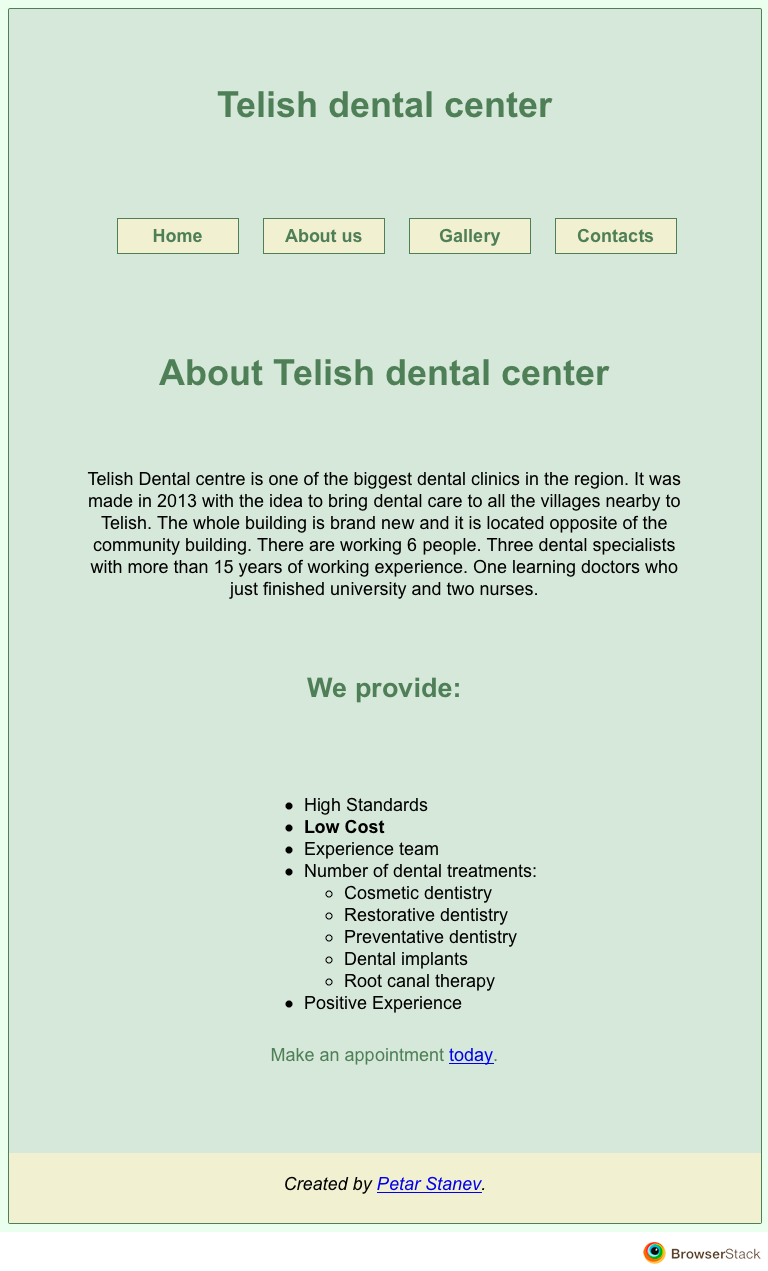 Telish dental center
Home About us Gallery Contacts
About Telish dental center
Telish Dental centre is one of the biggest dental clinics in the region. It was
made in 2013 with the idea to bring dental care to all the villages nearby to
Telish. The whole building is brand new and it is located opposite of the
community building. There are working 6 people. Three dental specialists
with more than 15 years of working experience. One learning doctors who
just finished university and two nurses.
We provide:
High Standards
Low Cost
Experience team
Number of dental treatments:
Cosmetic dentistry
Restorative dentistry
Preventative dentistry
Dental implants
Root canal therapy
Positive Experience
Make an appointment today.
Created by Petar Stanev.
BrowserStack